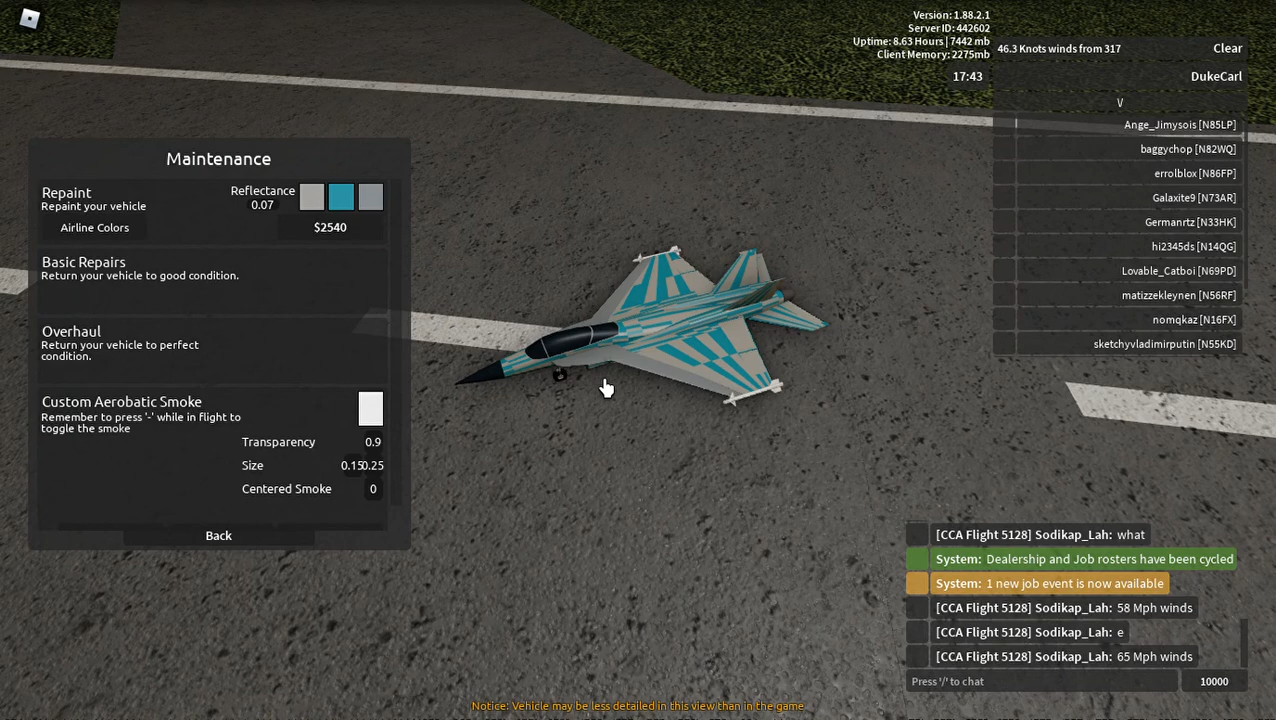 Version: 1.88.2.1
Server ID: 442602
Uptime: 8.63 Hours | 7442 mb
Client Memory: 2275mb
17:43
46.3 Knots winds from 317
Clear
DukeCarl
V
Ange_Jimysois [N85LP]
baggychop [N82WQ]
errolblox [N86FP]
Galaxite9 [N73AR]
Germanrtz [N33HK]
hi2345ds [N14QG]
Lovable_Catboi [N69PD]
matizzekleynen [N56RF]
nomqkaz [N16FX]
sketchyvladimirputin [N55KD]
Maintenance
Repaint
Repaint your vehicle
Reflectance
0.07
Airline Colors
$2540
Basic Repairs
Return your vehicle to good condition.
Overhaul
Return your vehicle to perfect
condition.
Custom Aerobatic Smoke
Remember to press '-' while in flight to
toggle the smoke
Transparency 0.9
Size 0.15 0.25
Centered Smoke 0
Back
[CCA Flight 5128] Sodikap_Lah: what
System: Dealership and Job rosters have been cycled
System: 1 new job event is now available
[CCA Flight 5128] Sodikap_Lah: 58 Mph winds
[CCA Flight 5128] Sodikap_Lah: e
[CCA Flight 5128] Sodikap_Lah: 65 Mph winds
Press '/' to chat
10000
Notice: Vehicle may be less detailed in this view than in the game